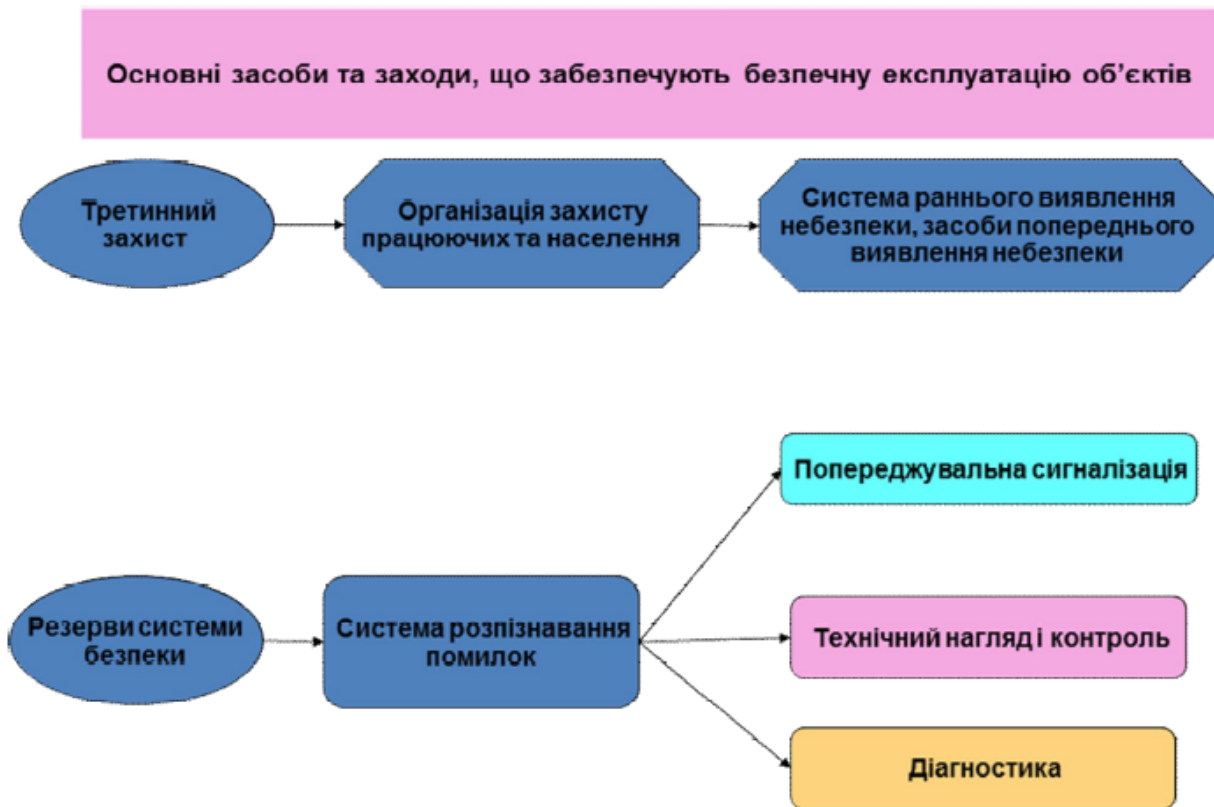 Основні засоби та заходи, що забезпечують безпечну експлуатацію об’єктів
Третинний
захист
Організація захисту
працюючих та населення
Система раннього виявлення
небезпеки, засоби попереднього
виявлення небезпеки
Попереджувальна сигналізація
Резерви системи
безпеки
Система розпізнавання
помилок
Технічний нагляд і контроль
Діагностика